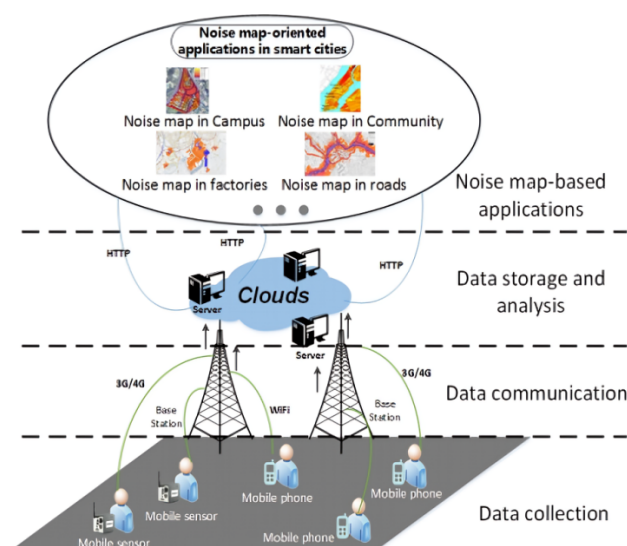 Noise map-oriented
applications in smart cities
Noise map in Campus
Noise map in Community
Noise map in factories
Noise map in roads
Noise map-based
applications
HTTP
HTTP
HTTP
Data storage and
analysis
Clouds
Server
Server
3G/4G
3G/4G
Data communication
Base
Station
WiFi
Base
Station
Mobile sensor
Mobile phone
Mobile phone
Mobile sensor
Mobile phone
Data collection